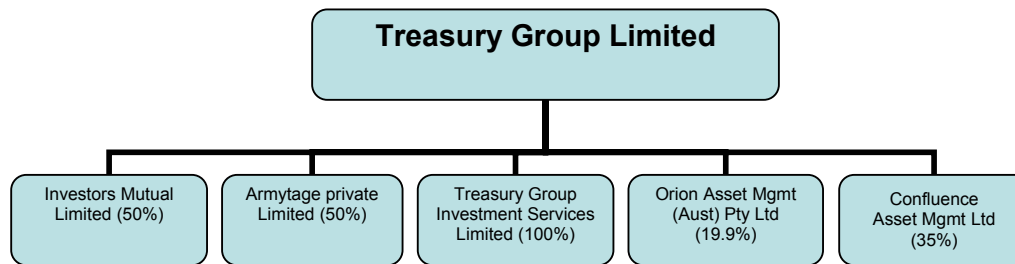 Treasury Group Limited
Investors Mutual
Limited (50%)
Armytage private
Limited (50%)
Treasury Group
Investment Services
Limited (100%)
Orion Asset Mgmt
(Aust) Pty Ltd
(19.9%)
Confluence
Asset Mgmt Ltd
(35%)